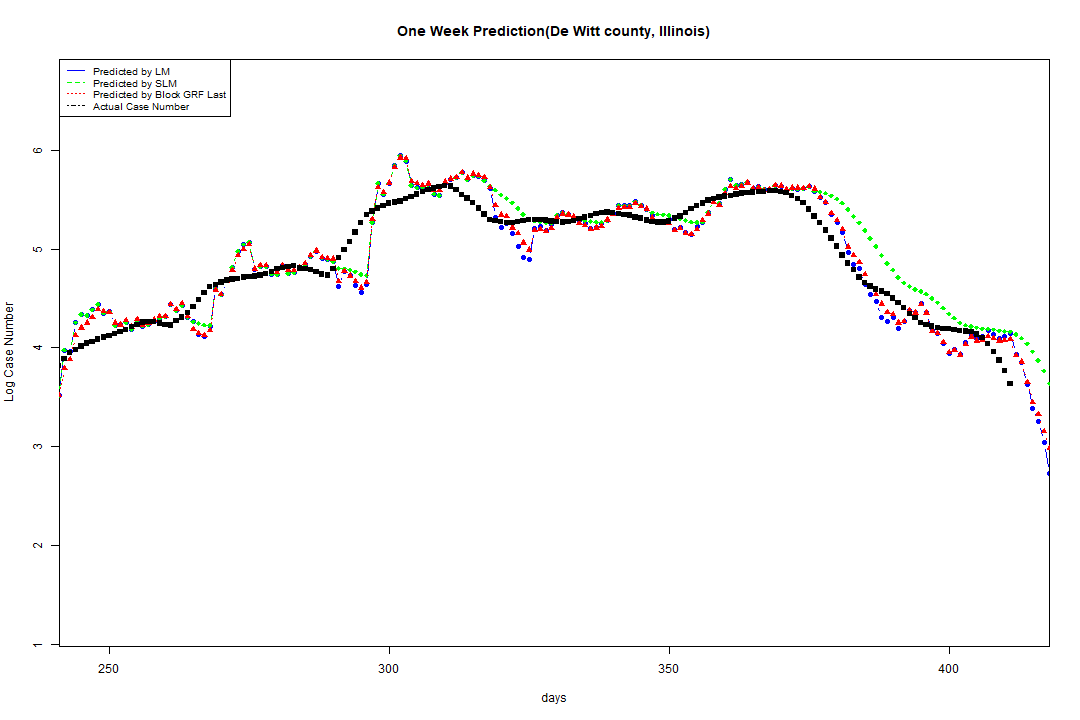 One Week Prediction(De Witt county, Illinois)
Predicted by LM
Predicted by SLM
Predicted by Block GRF Last
Actual Case Number
6
5
4
3
2
1
Log Case Number
250 300 350 400
days